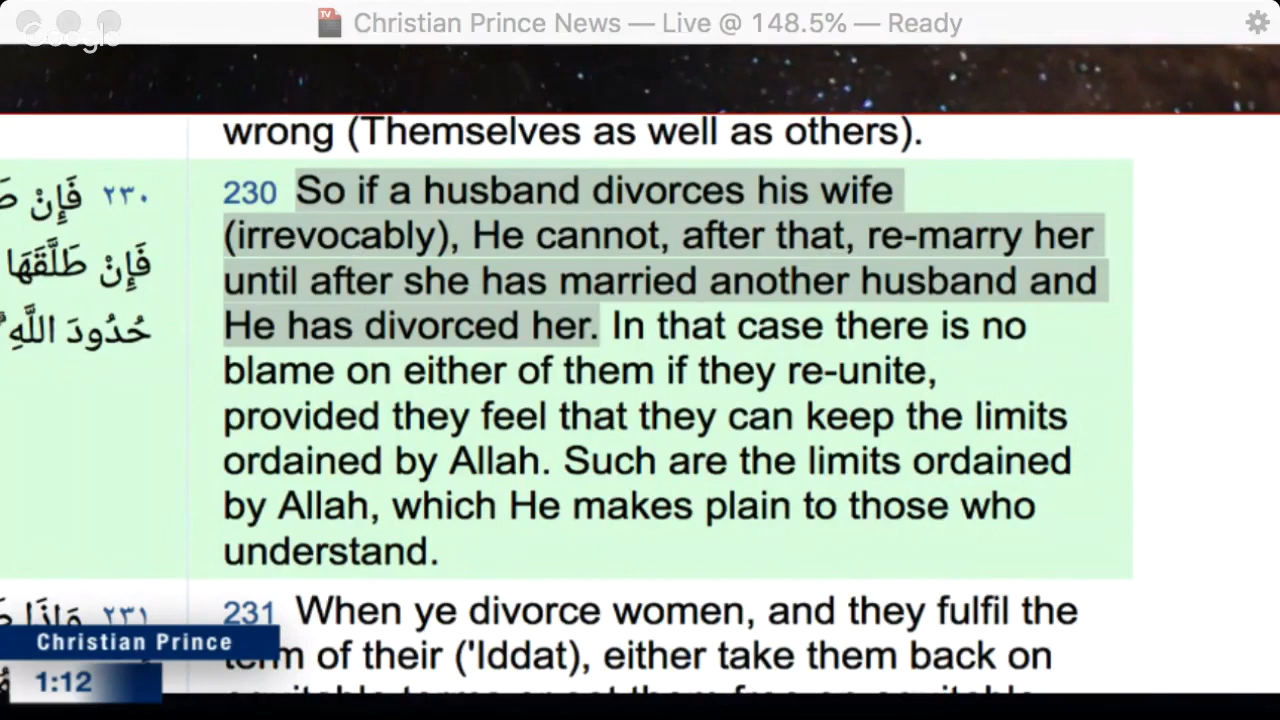 Christian Prince News — Live @ 148.5% — Ready
Google
wrong (Themselves as well as others).
٢٣٠ فَإِنْ
230 So if a husband divorces his wife
(irrevocably), He cannot, after that, re-marry her
فَإِنْ طَلَّقَهَا
until after she has married another husband and
حُدُودَ اللَّهِ
He has divorced her. In that case there is no
blame on either of them if they re-unite,
provided they feel that they can keep the limits
ordained by Allah. Such are the limits ordained
by Allah, which He makes plain to those who
understand.
٢٣١
231 When ye divorce women, and they fulfil the
Christian Prince
term of their ('Iddat), either take them back on
1:12